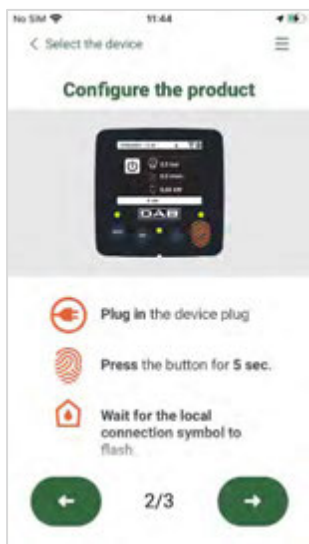 No SIM 11:44
Select the device
Configure the product
DAB
Plug in the device plug
Press the button for 5 sec.
Wait for the local
connection symbol to
flash.
2/3